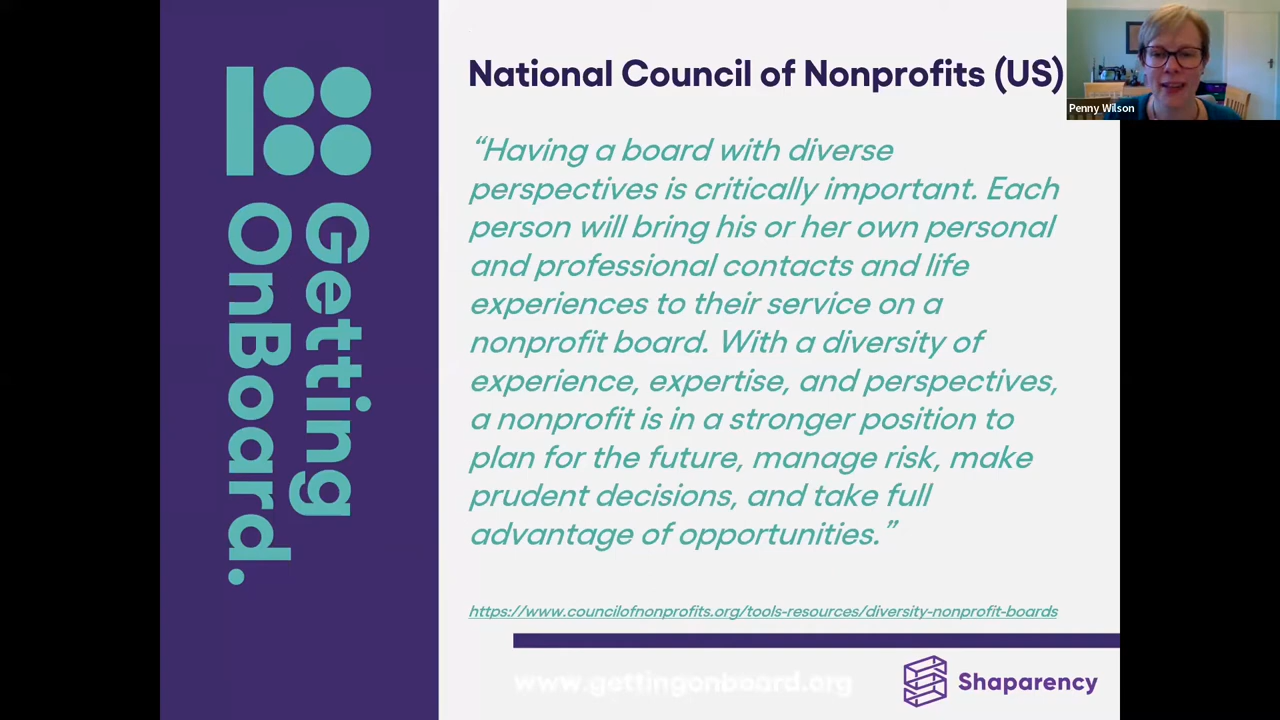 Getting
OnBoard.
National Council of Nonprofits (US)
Penny Wilson
“Having a board with diverse
perspectives is critically important. Each
person will bring his or her own personal
and professional contacts and life
experiences to their service on a
nonprofit board. With a diversity of
experience, expertise, and perspectives,
a nonprofit is in a stronger position to
plan for the future, manage risk, make
prudent decisions, and take full
advantage of opportunities.”
https://www.councilofnonprofits.org/tools-resources/diversity-nonprofit-boards
www.gettingonboard.org
Shaparency